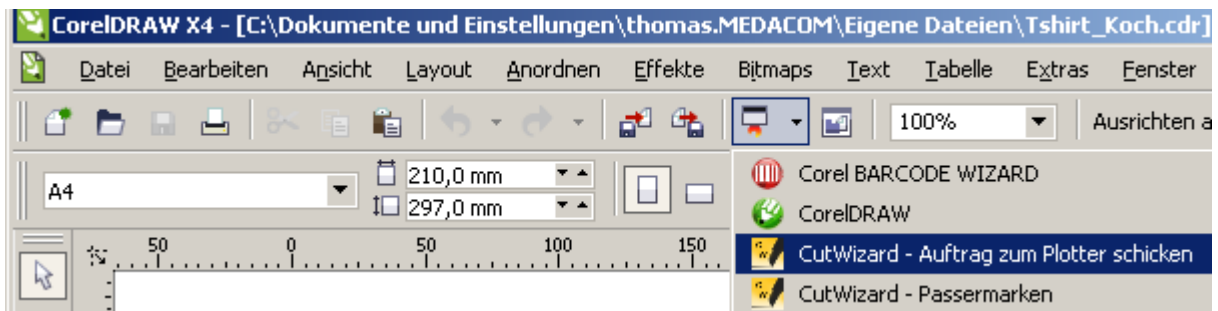 CorelDRAW X4 - [C:\Dokumente und Einstellungen\thomas.MEDACOM\Eigene Dateien\Tshirt_Koch.cdr]
Datei Bearbeiten Ansicht Layout Anordnen Effekte Bitmaps Text Tabelle Extras Fenster
100% Ausrichten a
A4 210,0 mm
297,0 mm
Corel BARCODE WIZARD
CorelDRAW
50 0 50 100 150
CutWizard - Auftrag zum Plotter schicken
CutWizard - Passermarken